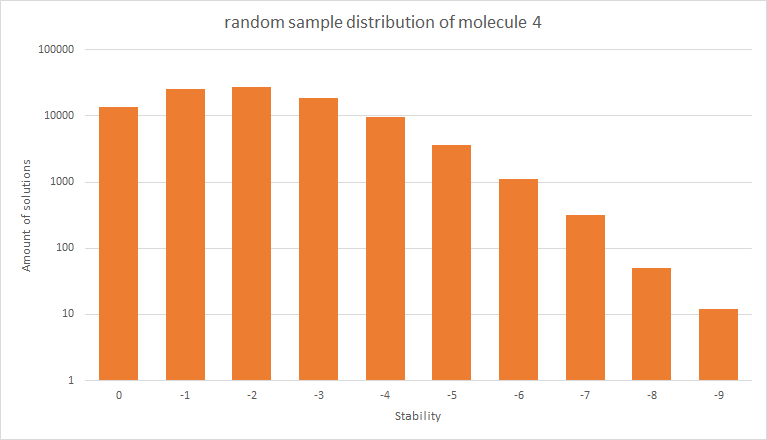 random sample distribution of molecule 4
100000
10000
1000
100
10
1
Amount of solutions
0 -1 -2 -3 -4 -5 -6 -7 -8 -9
Stability